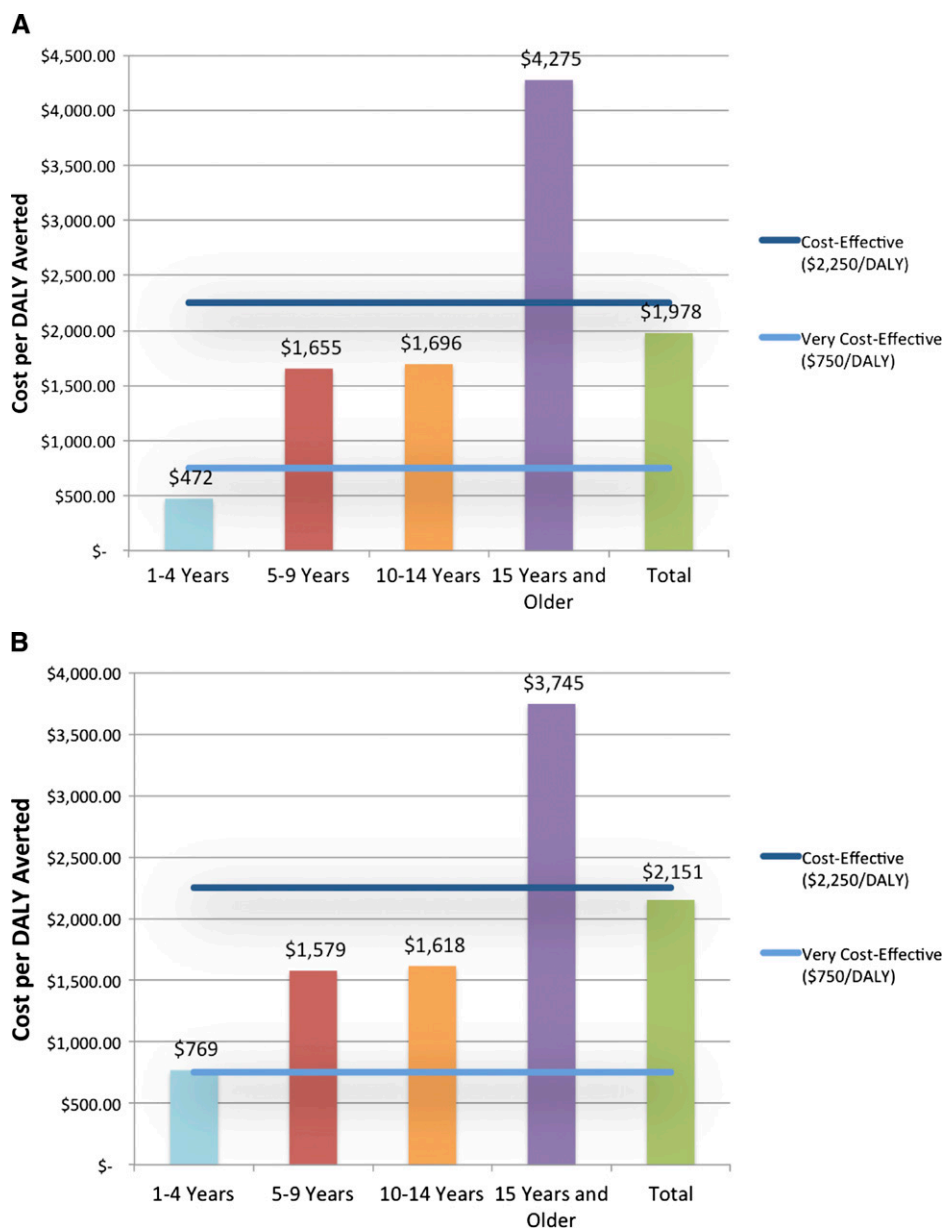 A
Cost per DALY Averted
$4,500.00
$4,000.00
$3,500.00
$3,000.00
$2,500.00
$2,000.00
$1,500.00
$1,000.00
$500.00
$-
$472
$1,655
$1,696
$4,275
$1,978
1-4 Years
5-9 Years
10-14 Years
15 Years and
Older
Total
Cost-Effective
($2,250/DALY)
Very Cost-Effective
($750/DALY)
B
Cost per DALY Averted
$4,000.00
$3,500.00
$3,000.00
$2,500.00
$2,000.00
$1,500.00
$1,000.00
$500.00
$-
$769
$1,579
$1,618
$3,745
$2,151
1-4 Years
5-9 Years
10-14 Years
15 Years and
Older
Total
Cost-Effective
($2,250/DALY)
Very Cost-Effective
($750/DALY)